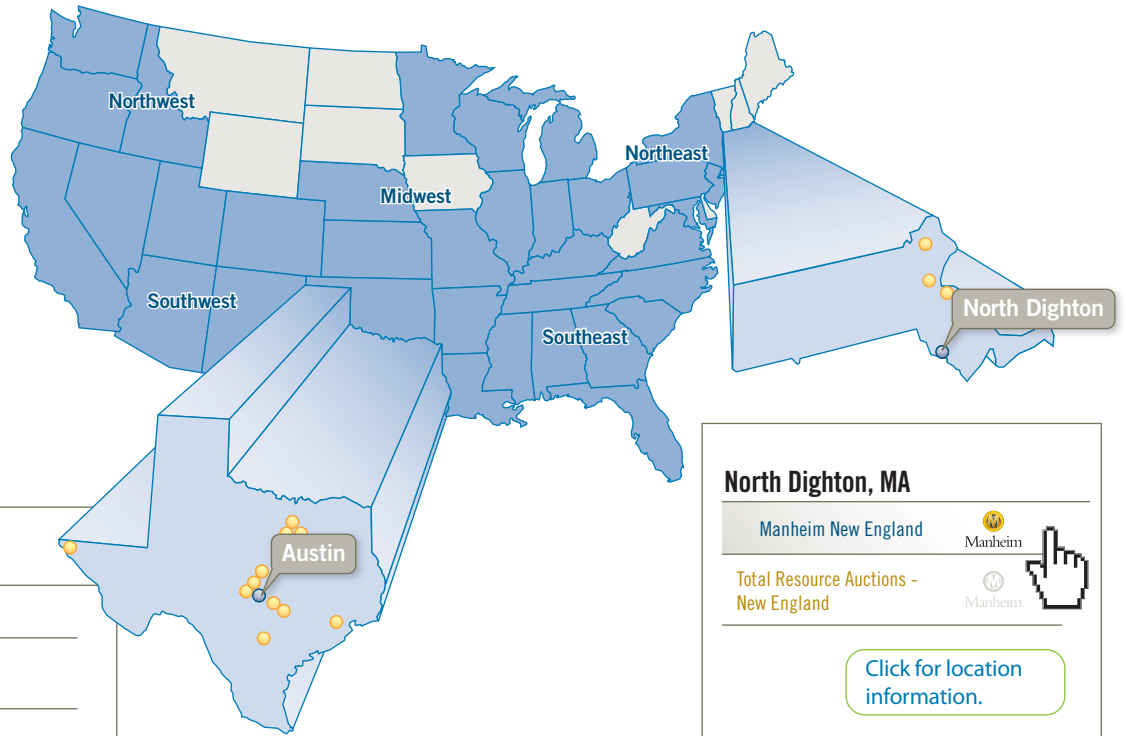 Northwest
Northeast
Midwest
Southwest
Southeast
North Dighton
Austin
North Dighton, MA
Manheim New England
Manheim
Total Resource Auctions -
New England
Manheim
Click for location
information.